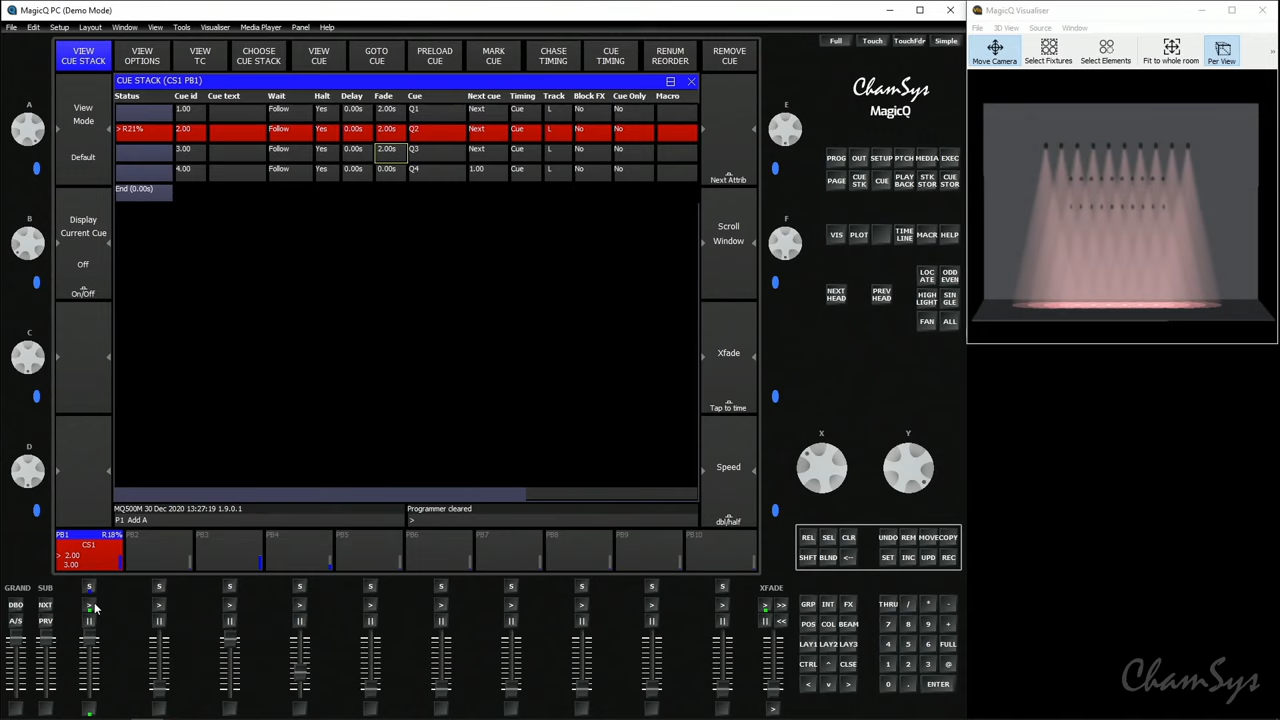 MagicQ PC (Demo Mode)
File Edit Setup Layout View Tools Media Player Panel Help
VIEW CUE STACK
VIEW OPTIONS
VIEW TC
CHOOSE CUE STACK
VIEW CUE
GOTO CUE
PRELOAD CUE
MARK CUE
CHASE TIMING
CUE TIMING
RENUM REORDER
REMOVE CUE
CUE STACK (CS1 PB1)
Status Cue id Cue text Wait Halt Delay Fade Cue Next cue Timing Track Block FX Cue Only Macro
1.00 Follow Yes 0.00s 2.00s Q1 Next Cue L No No
> R21% 2.00 Follow Yes 0.00s 2.00s Q2 Next Cue L No No
3.00 Follow Yes 0.00s 2.00s Q3 Next Cue L No No
4.00 Follow Yes 0.00s 0.00s Q4 1.00 Cue L No No
End (0.00s)
A
View Mode
Default
B
Display Current Cue
Off
On/Off
C
D
E
Next Attrib
F
Scroll Window
Xfade
Tap to time
Speed
dbl/half
MQ500M 30 Dec 2020 13:27:19 1.9.0.1 Programmer cleared
P1 Add A >
PB1 R18% PB2 PB3 PB4 PB5 PB6 PB7 PB8 PB9 PB10
CS1
> 2.00
3.00
GRAND SUB S S S S S S S S S S XFADE
DBO NXT > > > > > > > > > > > >>
A/S PRV || || || || || || || || || || || <<
>
Full Touch TouchFdr Simple
ChamSys
MagicQ
PROG OUT SETUP PTCH MEDIA EXEC
PAGE CUE STK CUE PLAY BACK STK STOR CUE STOR
VIS PLOT TIME LINE MACR HELP
LOC ATE ODD EVEN
NEXT HEAD PREV HEAD HIGH LIGHT SIN GLE
FAN ALL
X Y
REL SEL CLR UNDO REM MOVE COPY
SHFT BLND <-- SET INC UPD REC
GRP INT FX THRU / * -
POS COL BEAM 7 8 9 +
LAY1 LAY2 LAY3 4 5 6 FULL
CTRL ^ CLSE 1 2 3 @
< v > 0 . ENTER
MagicQ Visualiser
File 3D View Source Window
Move Camera Select Fixtures Select Elements Fit to whole room Per View
»
ChamSys